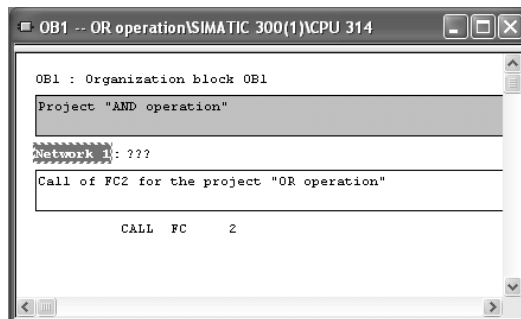 OB1 -- OR operation\SIMATIC 300(1)\CPU 314
OB1 : Organization block OB1
Project "AND operation"
Network 1: ???
Call of FC2 for the project "OR operation"
CALL FC 2